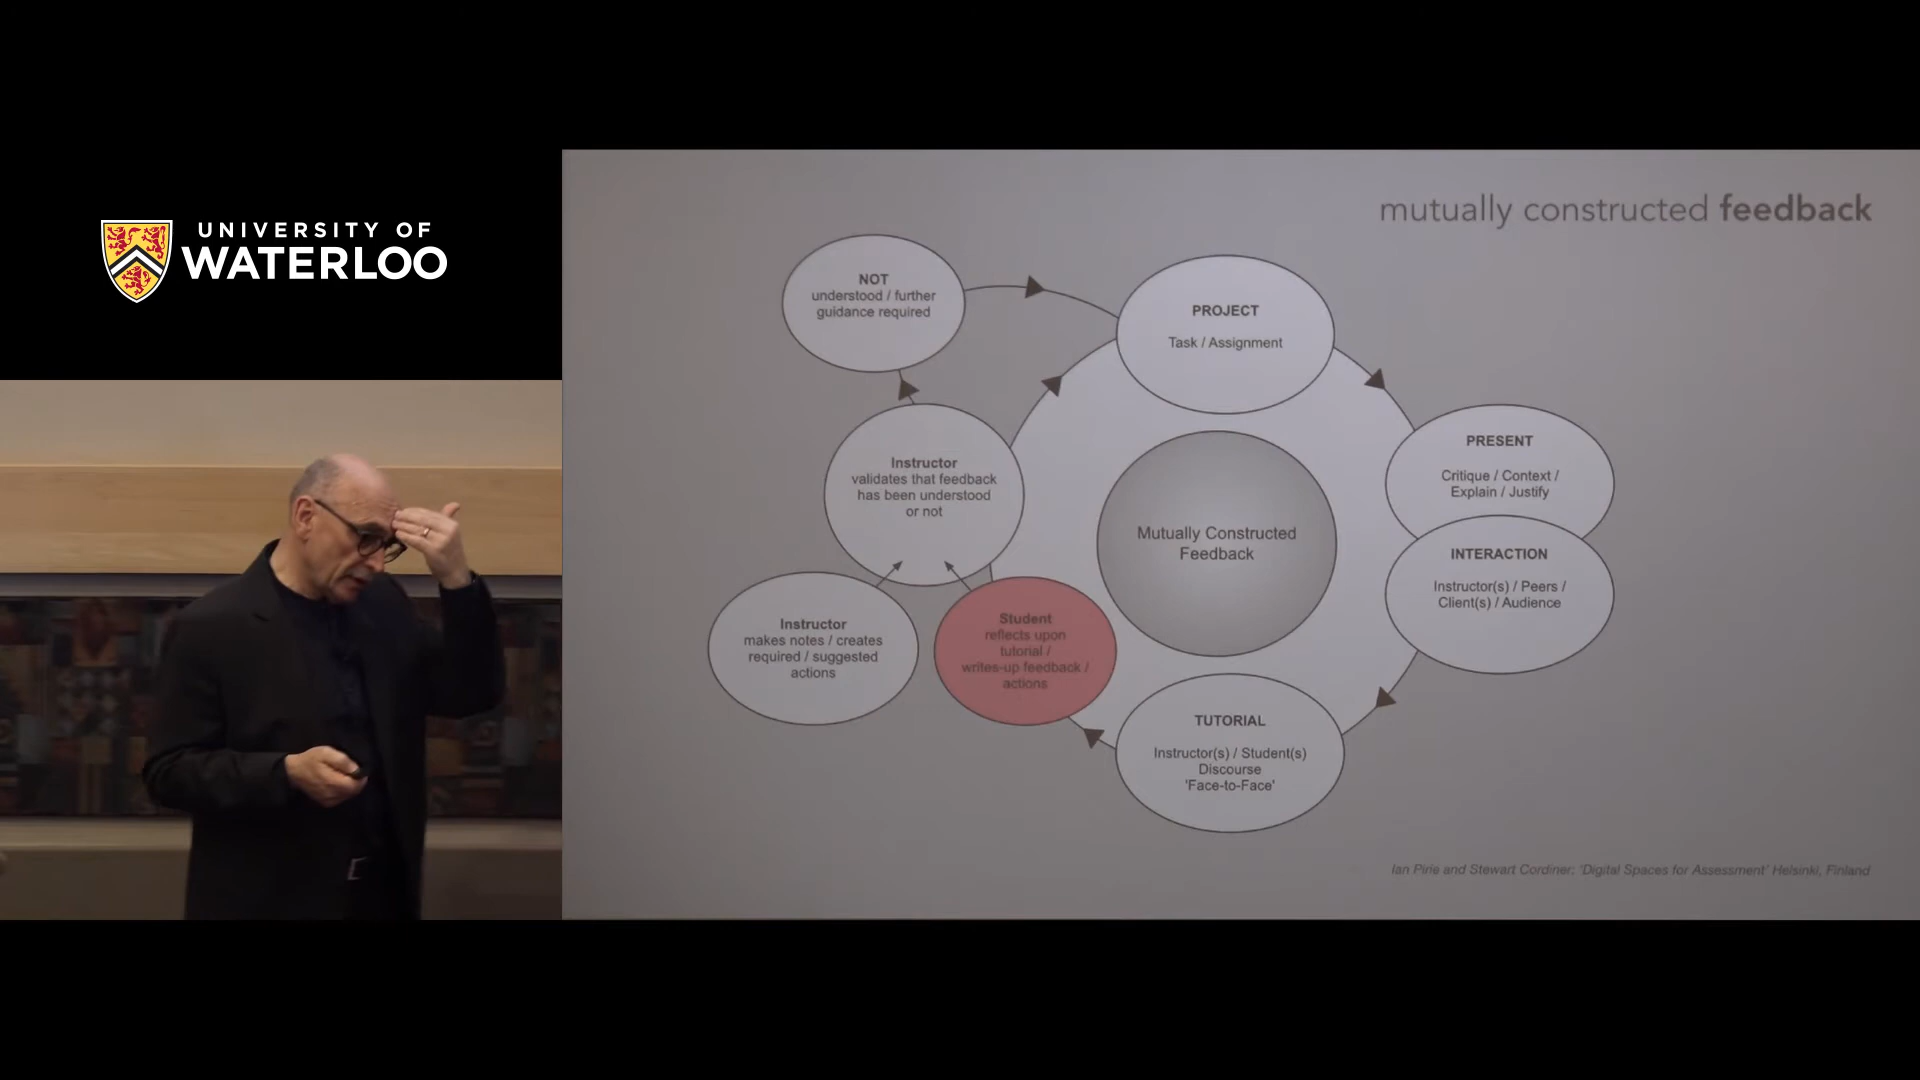 UNIVERSITY OF
WATERLOO
mutually constructed feedback
NOT
understood / further
guidance required
PROJECT
Task / Assignment
PRESENT
Critique / Context /
Explain / Justify
INTERACTION
Instructor(s) / Peers /
Client(s) / Audience
TUTORIAL
Instructor(s) / Student(s)
Discourse
'Face-to-Face'
Student
reflects upon
tutorial /
writes-up feedback /
actions
Instructor
makes notes / creates
required / suggested
actions
Instructor
validates that feedback
has been understood
or not
Mutually Constructed
Feedback
Ian Pirie and Stewart Cordiner: 'Digital Spaces for Assessment' Helsinki, Finland